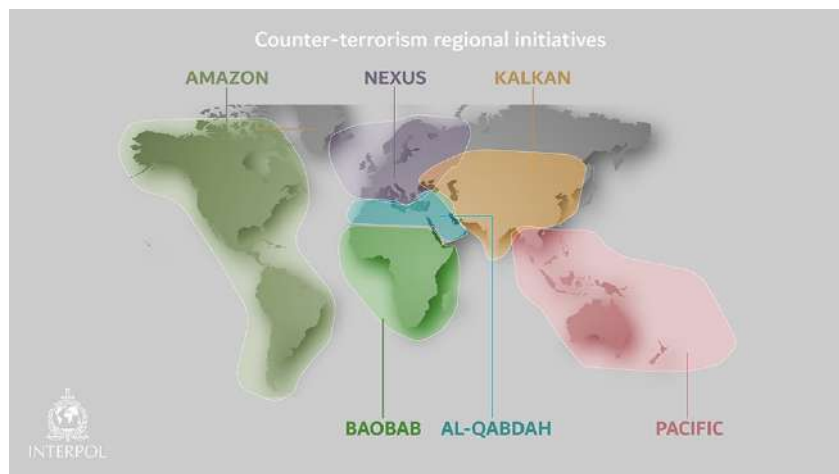 Counter-terrorism regional initiatives
AMAZON NEXUS KALKAN
BAOBAB AL-QABDAH PACIFIC
INTERPOL